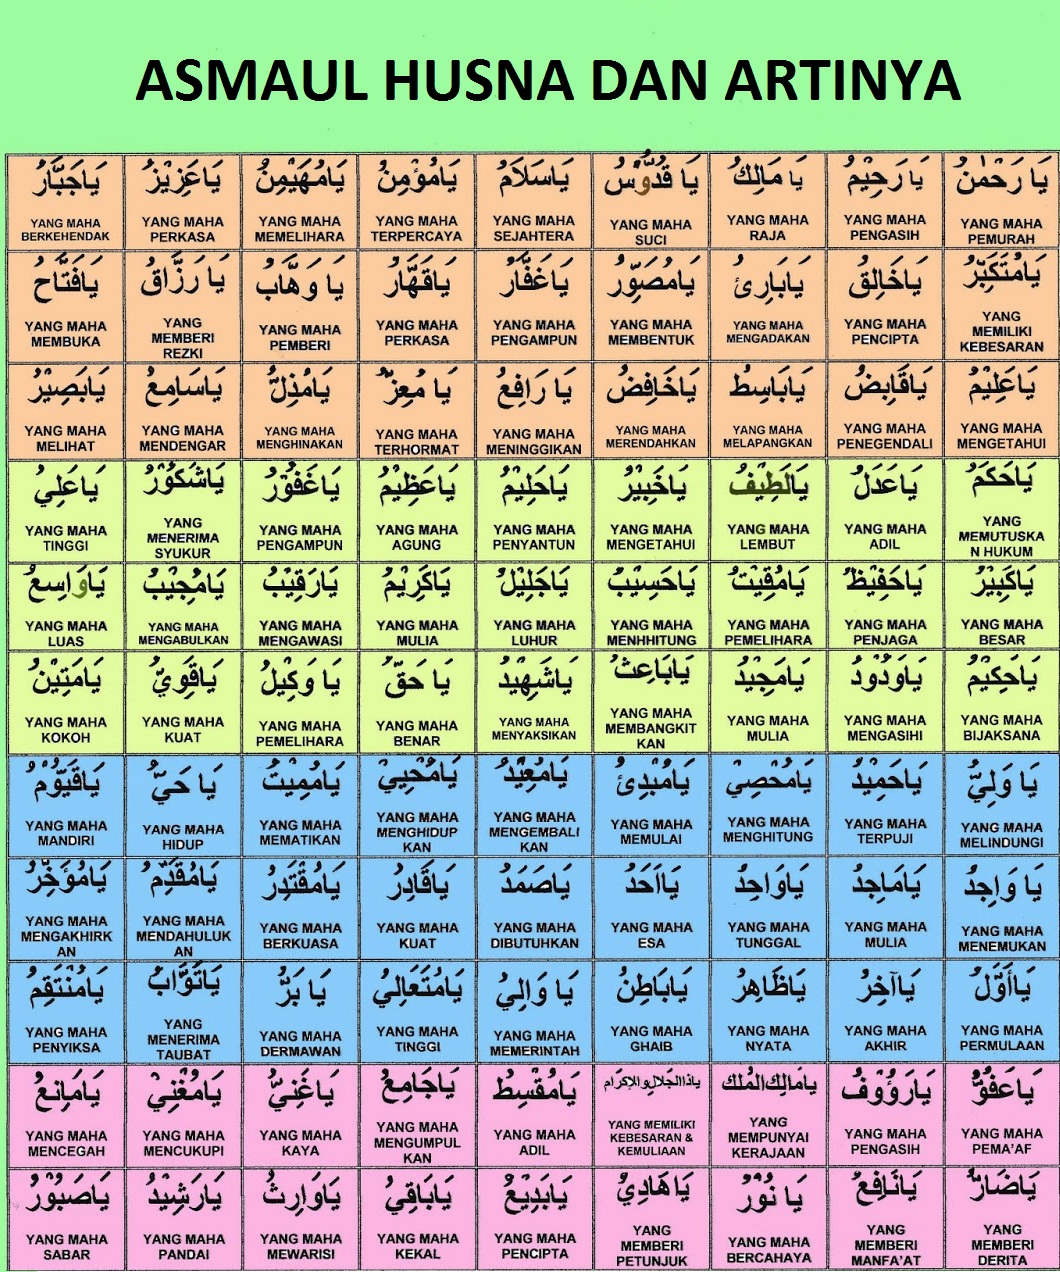 ASMAUL HUSNA DAN ARTINYA
يَا رَحْمٰنُ
YANG MAHA
PEMURAH
يَا رَحِيْمُ
YANG MAHA
PENGASIH
يَا مَالِكُ
YANG MAHA
RAJA
يَا قُدُّوْسُ
YANG MAHA
SUCI
يَاسَلَامُ
YANG MAHA
SEJAHTERA
يَامُؤْمِنُ
YANG MAHA
TERPERCAYA
يَامُهَيْمِنُ
YANG MAHA
MEMELIHARA
يَاعَزِيْزُ
YANG MAHA
PERKASA
يَاجَبَّارُ
YANG MAHA
BERKEHENDAK
يَامُتَكَبِّرُ
YANG
MEMILIKI
KEBESARAN
يَاخَالِقُ
YANG MAHA
PENCIPTA
يَابَارِئُ
YANG MAHA
MENGADAKAN
يَامُصَوِّرُ
YANG MAHA
MEMBENTUK
يَاغَفَّارُ
YANG MAHA
PENGAMPUN
يَاقَهَّارُ
YANG MAHA
PERKASA
يَا وَهَّابُ
YANG MAHA
PEMBERI
يَا رَزَّاقُ
YANG
MEMBERI
REZKI
يَافَتَّاحُ
YANG MAHA
MEMBUKA
يَاعَلِيْمُ
YANG MAHA
MENGETAHUI
يَاقَابِضُ
YANG MAHA
PENEGENDALI
يَابَاسِطُ
YANG MAHA
MELAPANGKAN
يَاخَافِضُ
YANG MAHA
MERENDAHKAN
يَا رَافِعُ
YANG MAHA
MENINGGIKAN
يَا مُعِزُّ
YANG MAHA
TERHORMAT
يَامُذِلُّ
YANG MAHA
MENGHINAKAN
يَاسَامِعُ
YANG MAHA
MENDENGAR
يَابَصِيْرُ
YANG MAHA
MELIHAT
يَاحَكَمُ
YANG
MEMUTUSKA
N HUKUM
يَاعَدَلُ
YANG MAHA
ADIL
يَالَطِيْفُ
YANG MAHA
LEMBUT
يَاخَبِيْرُ
YANG MAHA
MENGETAHUI
يَاحَلِيْمُ
YANG MAHA
PENYANTUN
يَاعَظِيْمُ
YANG MAHA
AGUNG
يَاغَفُوْرُ
YANG MAHA
PENGAMPUN
يَاشَكُوْرُ
YANG
MENERIMA
SYUKUR
يَاعَلِيُ
YANG MAHA
TINGGI
يَاكَبِيْرُ
YANG MAHA
BESAR
يَاحَفِيْظُ
YANG MAHA
PENJAGA
يَامُقِيْتُ
YANG MAHA
PEMELIHARA
يَاحَسِيْبُ
YANG MAHA
MENHHITUNG
يَاجَلِيْلُ
YANG MAHA
LUHUR
يَاكَرِيْمُ
YANG MAHA
MULIA
يَارَقِيْبُ
YANG MAHA
MENGAWASI
يَامُجِيْبُ
YANG MAHA
MENGABULKAN
يَاوَاسِعُ
YANG MAHA
LUAS
يَاحَكِيْمُ
YANG MAHA
BIJAKSANA
يَاوَدُوْدُ
YANG MAHA
MENGASIHI
يَامَجِيْدُ
YANG MAHA
MULIA
يَابَاعِثُ
YANG MAHA
MEMBANGKIT
KAN
يَاشَهِيْدُ
YANG MAHA
MENYAKSIKAN
يَا حَقُّ
YANG MAHA
BENAR
يَا وَكِيْلُ
YANG MAHA
PEMELIHARA
يَاقَوِيُّ
YANG MAHA
KUAT
يَامَتِيْنُ
YANG MAHA
KOKOH
يَا وَلِيُّ
YANG MAHA
MELINDUNGI
يَاحَمِيْدُ
YANG MAHA
TERPUJI
يَامُحْصِي
YANG MAHA
MENGHITUNG
يَامُبْدِئُ
YANG MAHA
MEMULAI
يَامُعِيْدُ
YANG MAHA
MENGEMBALI
KAN
يَامُحْيِي
YANG MAHA
MENGHIDUP
KAN
يَامُمِيْتُ
YANG MAHA
MEMATIKAN
يَا حَيُّ
YANG MAHA
HIDUP
يَاقَيُّوْمُ
YANG MAHA
MANDIRI
يَا وَاجِدُ
YANG MAHA
MENEMUKAN
يَامَاجِدُ
YANG MAHA
MULIA
يَاوَاحِدُ
YANG MAHA
TUNGGAL
يَااَحَدُ
YANG MAHA
ESA
يَاصَمَدُ
YANG MAHA
DIBUTUHKAN
يَاقَادِرُ
YANG MAHA
KUAT
يَامُقْتَدِرُ
YANG MAHA
BERKUASA
يَامُقَدِّمُ
YANG MAHA
MENDAHULUK
AN
يَامُؤَخِّرُ
YANG MAHA
MENGAKHIRK
AN
يَاأَوَّلُ
YANG MAHA
PERMULAAN
يَاآخِرُ
YANG MAHA
AKHIR
يَاظَاهِرُ
YANG MAHA
NYATA
يَابَاطِنُ
YANG MAHA
GHAIB
يَا وَالِيُ
YANG MAHA
MEMERINTAH
يَامُتَعَالِيُ
YANG MAHA
TINGGI
يَا بَرُّ
YANG MAHA
DERMAWAN
يَاتَوَّابُ
YANG
MENERIMA
TAUBAT
يَامُنْتَقِمُ
YANG MAHA
PENYIKSA
يَاعَفُوُّ
YANG MAHA
PEMA'AF
يَارَؤُوْفُ
YANG MAHA
PENGASIH
يَامَالِكَ المُلْك
YANG
MEMPUNYAI
KERAJAAN
ياذاالجَلالِ والإكرام
YANG MEMILIKI
KEBESARAN &
KEMULIAAN
يَامُقْسِطُ
YANG MAHA
ADIL
يَاجَامِعُ
YANG MAHA
MENGUMPUL
KAN
يَاغَنِيُّ
YANG MAHA
KAYA
يَامُغْنِي
YANG MAHA
MENCUKUPI
يَامَانِعُ
YANG MAHA
MENCEGAH
يَاضَارُّ
YANG
MEMBERI
DERITA
يَانَافِعُ
YANG
MEMBERI
MANFA'AT
يَا نُوْرُ
YANG MAHA
BERCAHAYA
يَاهَادِيُ
YANG
MEMBERI
PETUNJUK
يَابَدِيْعُ
YANG MAHA
PENCIPTA
يَابَاقِيُ
YANG MAHA
KEKAL
يَاوَارِثُ
YANG MAHA
MEWARISI
يَارَشِيْدُ
YANG MAHA
PANDAI
يَاصَبُوْرُ
YANG MAHA
SABAR